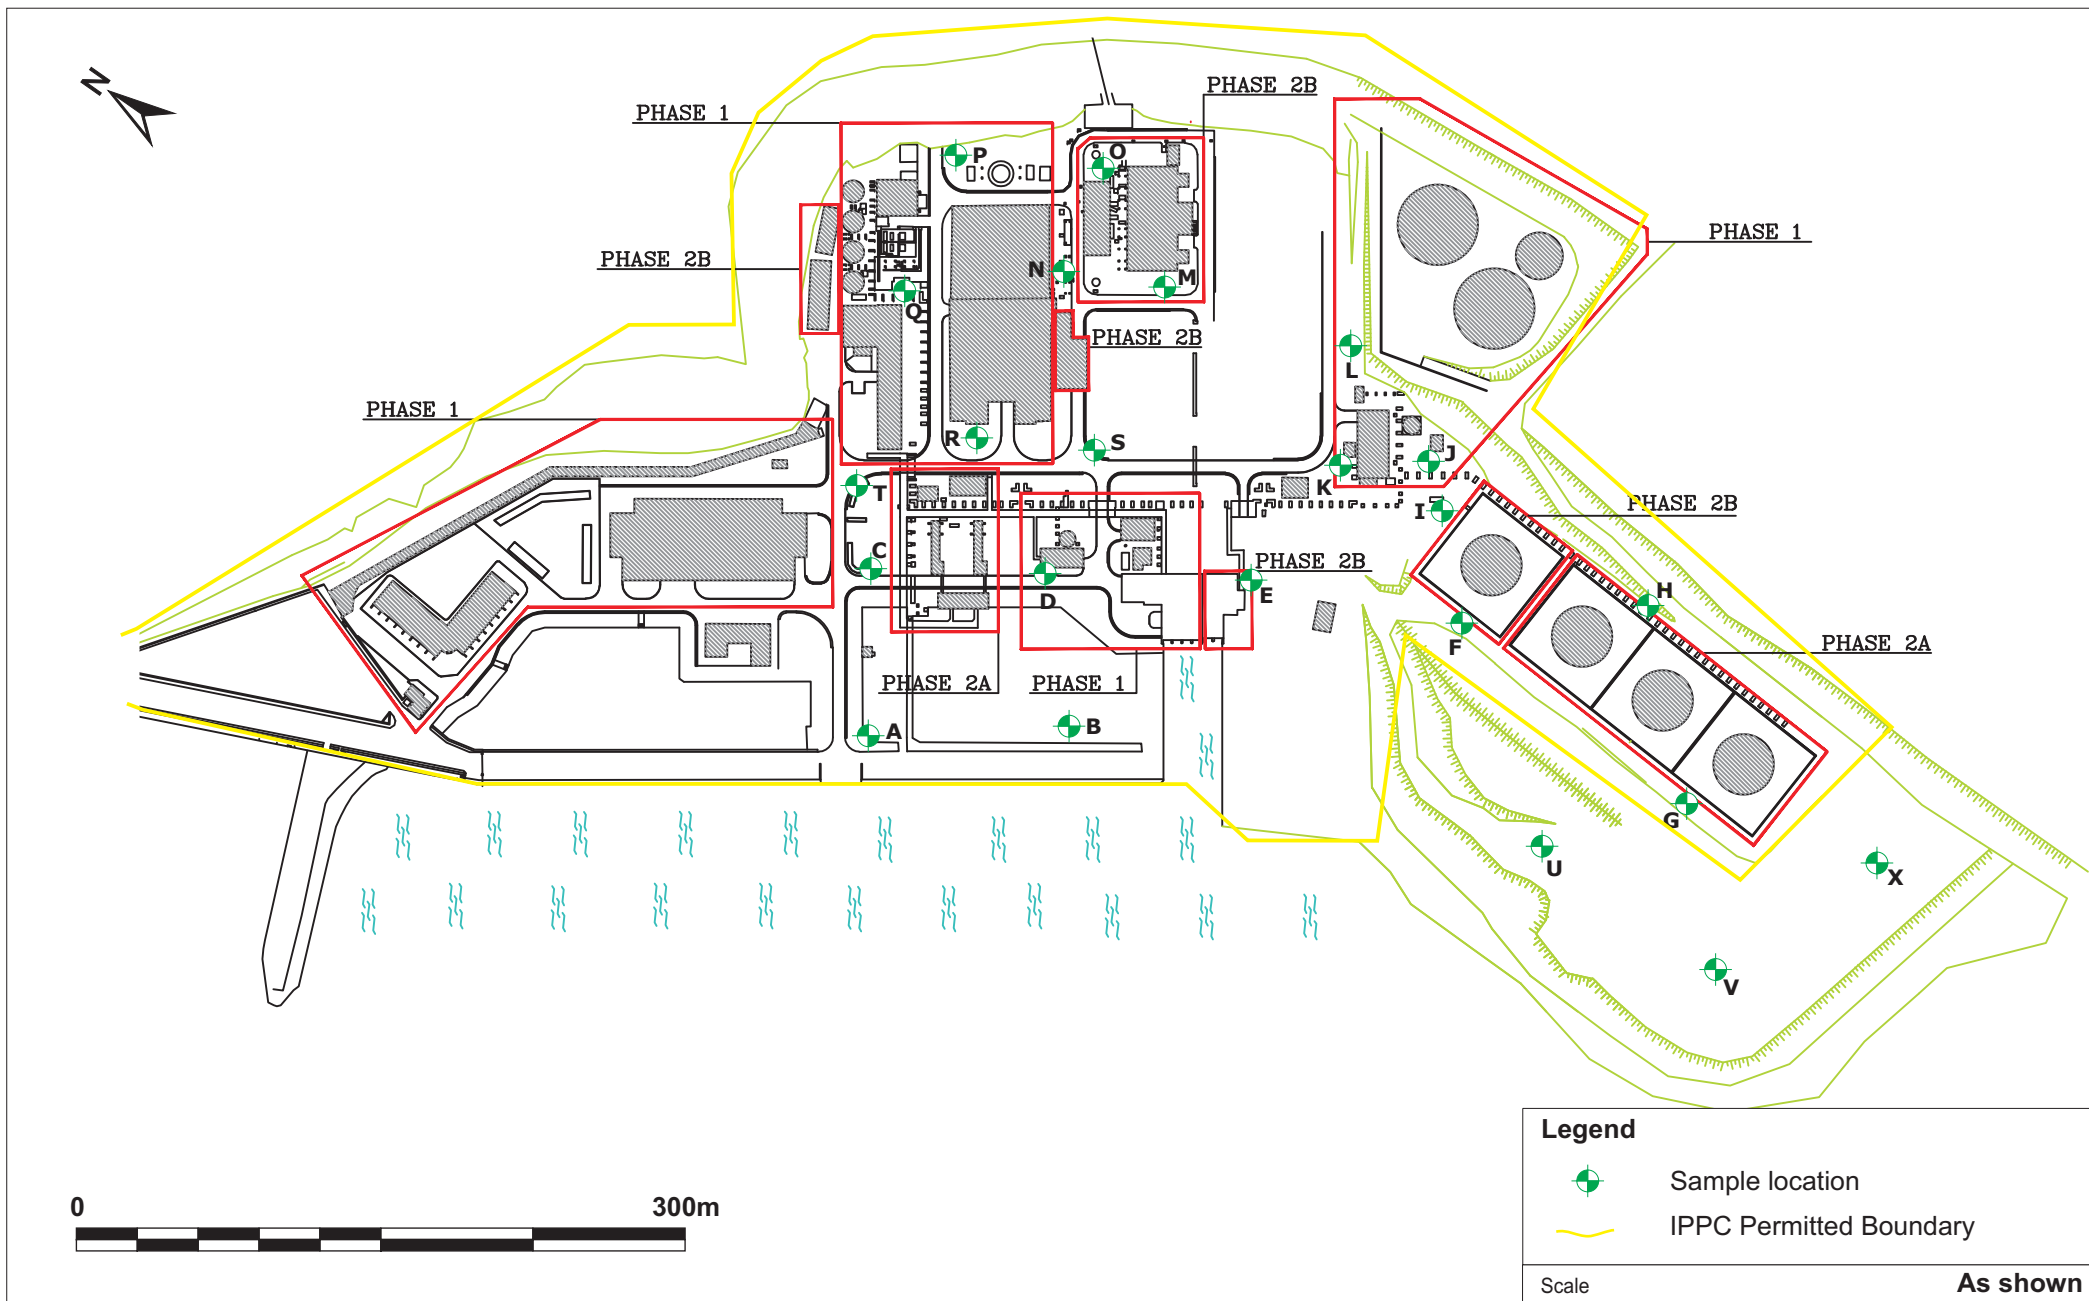 N
PHASE 2B
PHASE 1
O
P
PHASE 1
PHASE 2B
N
M
Q
PHASE 2B
L
PHASE 1
R
S
J
T
K
I
PHASE 2B
C
PHASE 2B
D
E
H
F
PHASE 2A
PHASE 2A
PHASE 1
A
B
G
U
X
V
Legend
Sample location
IPPC Permitted Boundary
Scale
As shown
0
300m